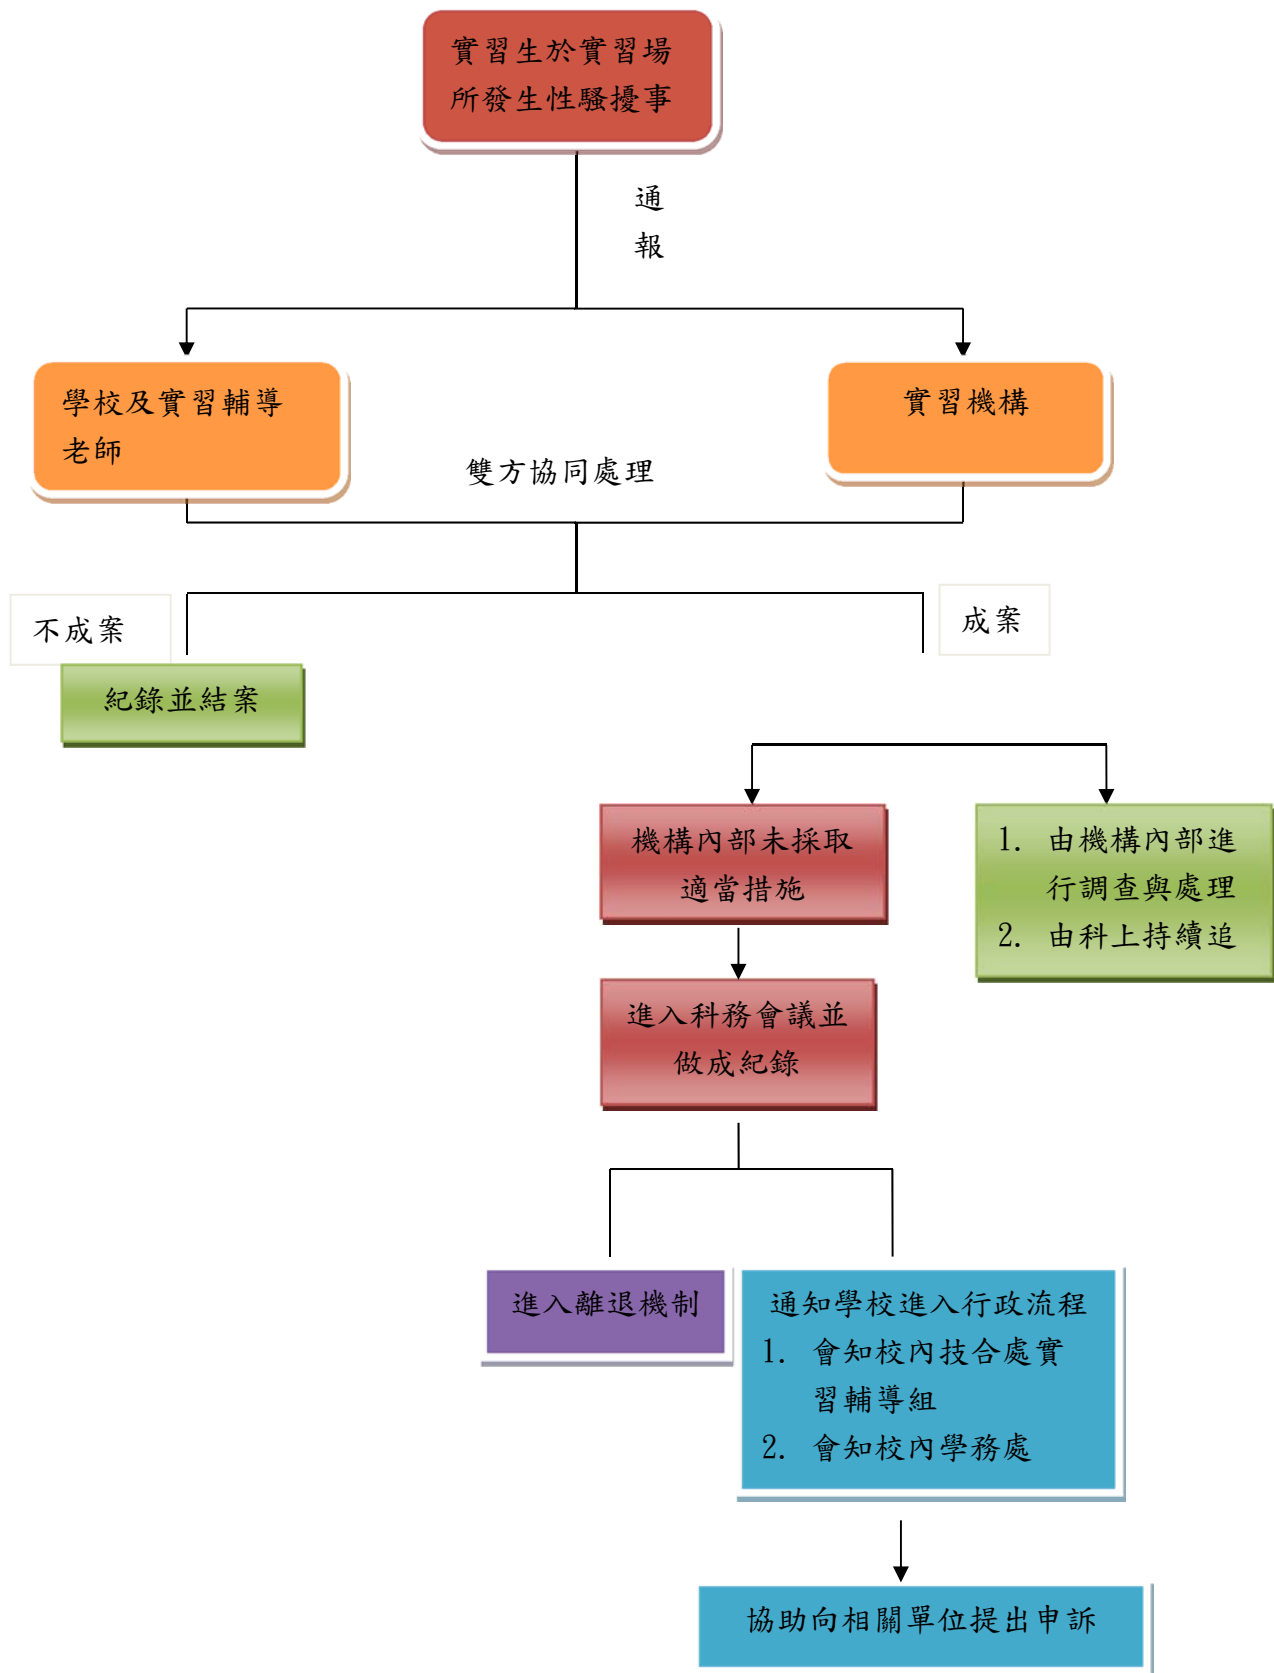 實習生於實習場
所發生性騷擾事
通
報
學校及實習輔導
老師
實習機構
雙方協同處理
不成案
成案
紀錄並結案
機構內部未採取
適當措施
1. 由機構內部進
行調查與處理
2. 由科上持續追
進入科務會議並
做成紀錄
進入離退機制
通知學校進入行政流程
1. 會知校內技合處實
習輔導組
2. 會知校內學務處
協助向相關單位提出申訴